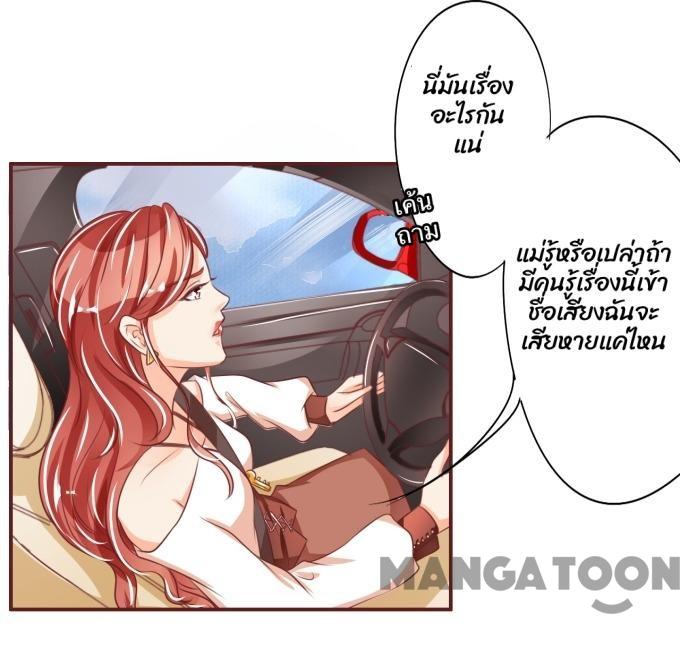 นี่มันเรื่อง
อะไรกัน
แน่
เค้น
ถาม
แม่รู้หรือเปล่าถ้า
มีคนรู้เรื่องนี้เข้า
ชื่อเสียงฉันจะ
เสียหายแค่ไหน
MANGATOON